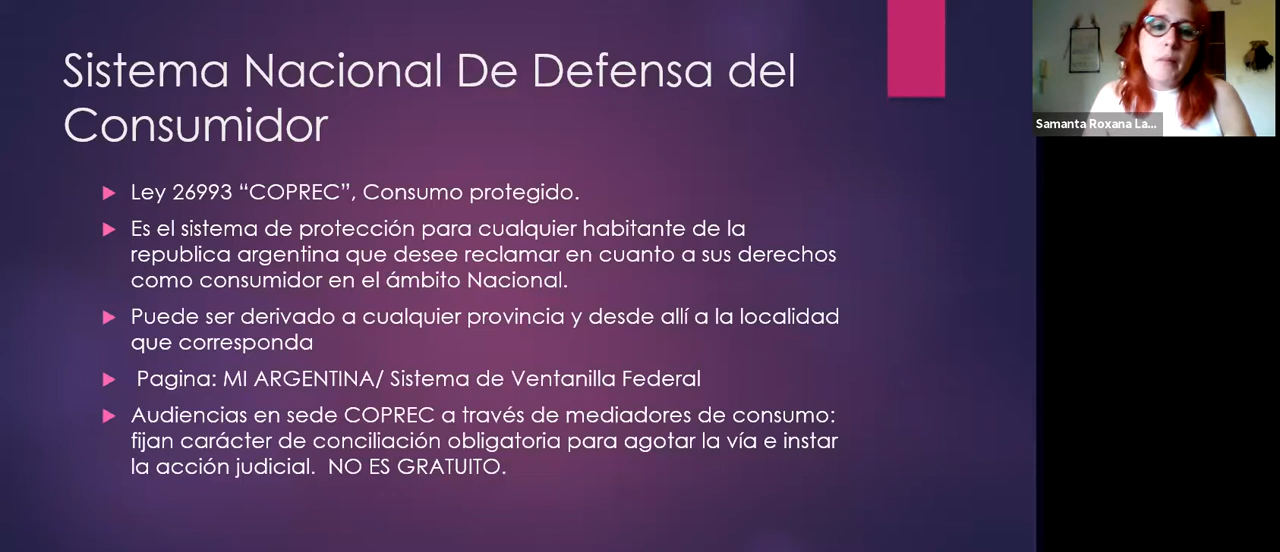 Sistema Nacional De Defensa del
Consumidor
Ley 26993 “COPREC”, Consumo protegido.
Es el sistema de protección para cualquier habitante de la
republica argentina que desee reclamar en cuanto a sus derechos
como consumidor en el ámbito Nacional.
Puede ser derivado a cualquier provincia y desde allí a la localidad
que corresponda
Pagina: MI ARGENTINA/ Sistema de Ventanilla Federal
Audiencias en sede COPREC a través de mediadores de consumo:
fijan carácter de conciliación obligatoria para agotar la vía e instar
la acción judicial.  NO ES GRATUITO.
Samanta Roxana La...